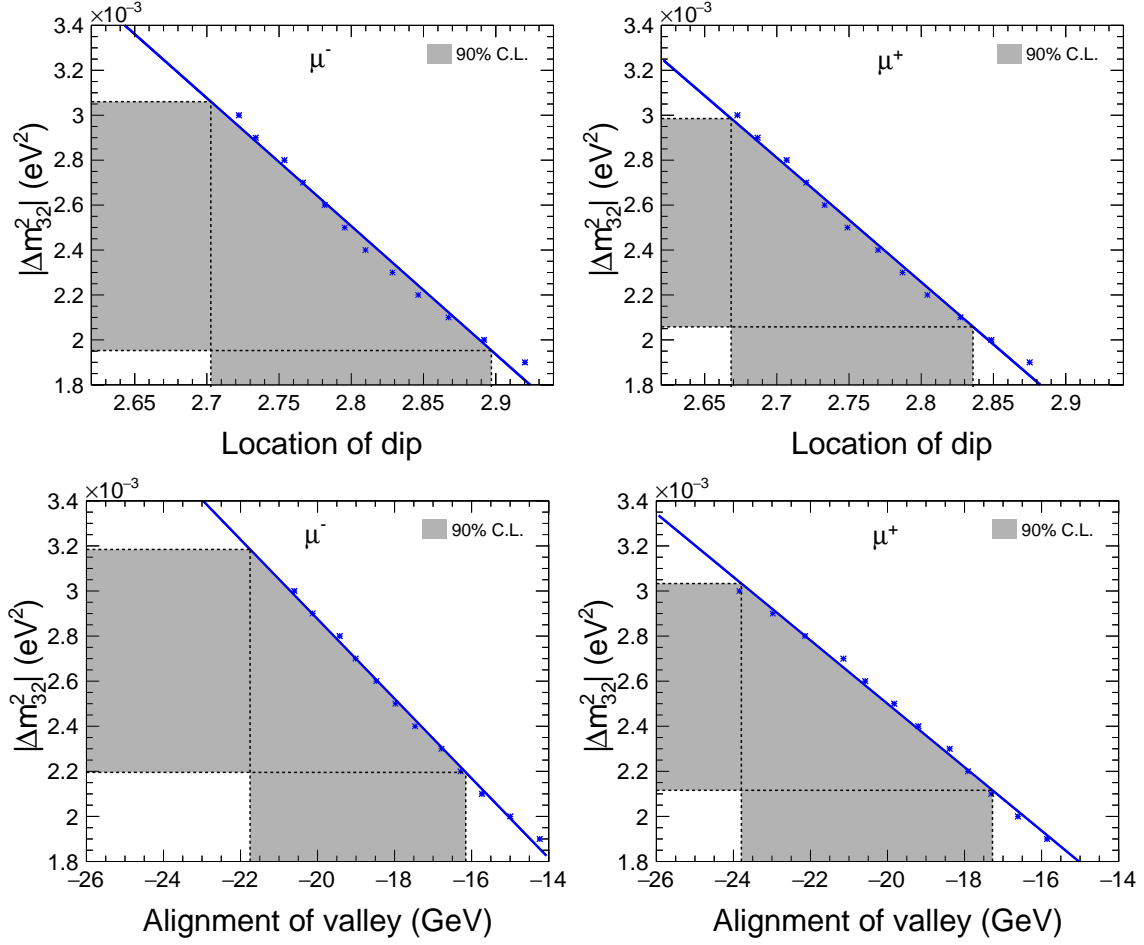 ×10⁻³
3.4
3.2
3
2.8
2.6
2.4
2.2
2
1.8
|Δm²₃₂| (eV²)
μ⁻
90% C.L.
2.65 2.7 2.75 2.8 2.85 2.9
Location of dip
×10⁻³
3.4
3.2
3
2.8
2.6
2.4
2.2
2
1.8
|Δm²₃₂| (eV²)
μ⁺
90% C.L.
2.65 2.7 2.75 2.8 2.85 2.9
Location of dip
×10⁻³
3.4
3.2
3
2.8
2.6
2.4
2.2
2
1.8
|Δm²₃₂| (eV²)
μ⁻
90% C.L.
−26 −24 −22 −20 −18 −16 −14
Alignment of valley (GeV)
×10⁻³
3.4
3.2
3
2.8
2.6
2.4
2.2
2
1.8
|Δm²₃₂| (eV²)
μ⁺
90% C.L.
−26 −24 −22 −20 −18 −16 −14
Alignment of valley (GeV)